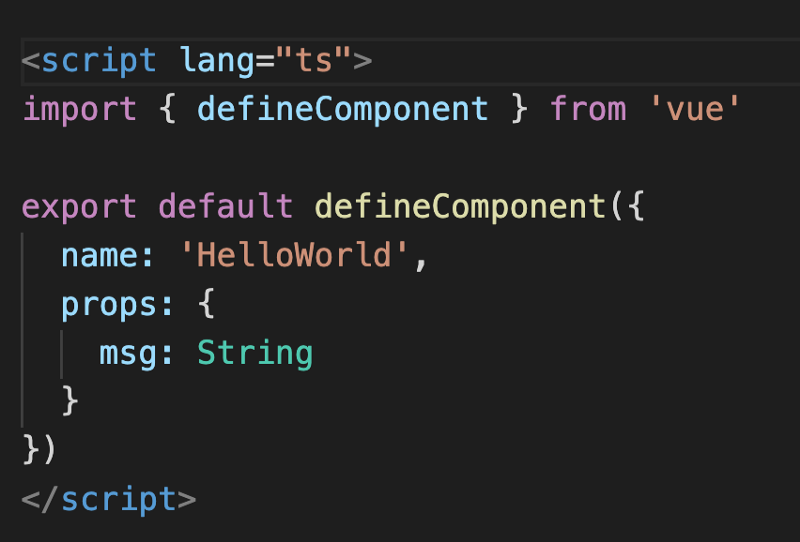 <script lang="ts">
import { defineComponent } from 'vue'

export default defineComponent({
  name: 'HelloWorld',
  props: {
    msg: String
  }
})
</script>